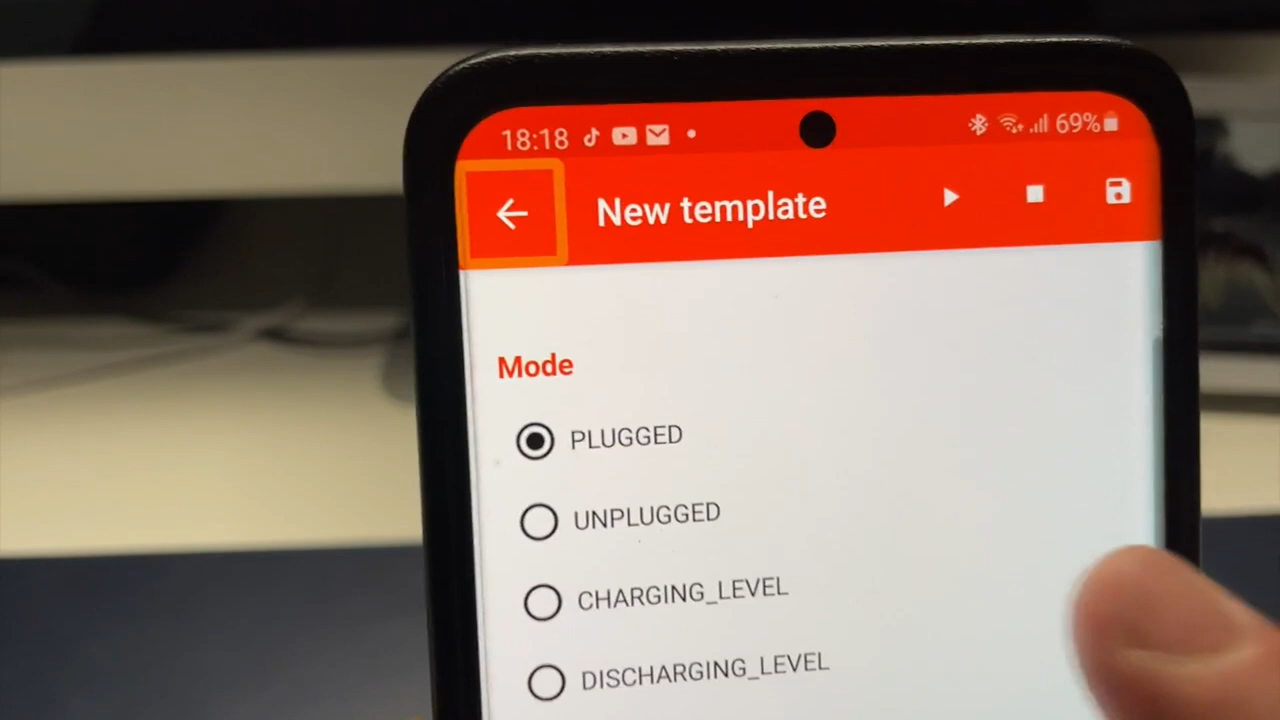 18:18 69%
New template
Mode
PLUGGED
UNPLUGGED
CHARGING_LEVEL
DISCHARGING_LEVEL